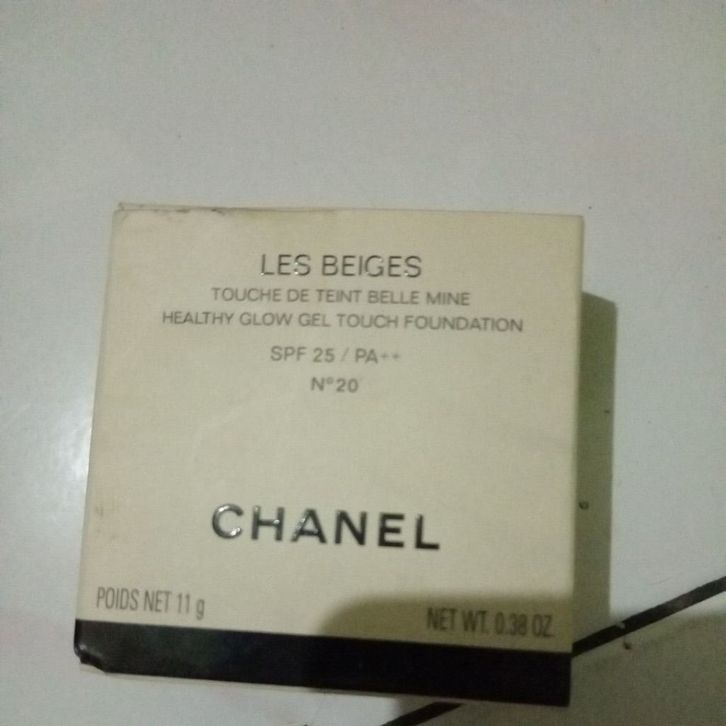 LES BEIGES
TOUCHE DE TEINT BELLE MINE
HEALTHY GLOW GEL TOUCH FOUNDATION
SPF 25 / PA++
N°20
CHANEL
POIDS NET 11 g
NET WT. 0.38 OZ.